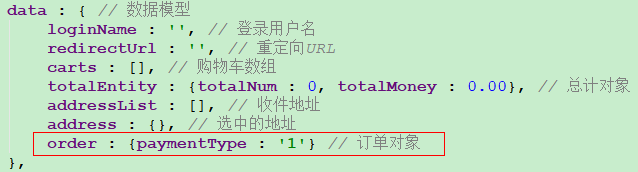 data : { // 数据模型
loginName : '', // 登录用户名
redirectUrl : '', // 重定向URL
carts : [], // 购物车数组
totalEntity : {totalNum : 0, totalMoney : 0.00}, // 总计对象
addressList : [], // 收件地址
address : {}, // 选中的地址
order : {paymentType : '1'} // 订单对象
},